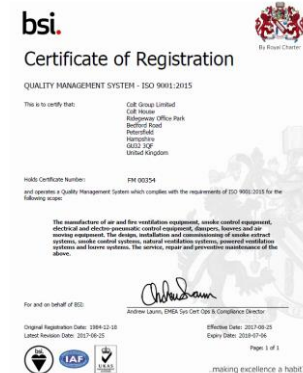 bsi.
By Royal Charter
Certificate of Registration
QUALITY MANAGEMENT SYSTEM - ISO 9001:2015
This is to certify that:
Colt Group Limited
Colt House
Ridgeway Office Park
Bedford Road
Petersfield
Hampshire
GU32 3QF
United Kingdom
Holds Certificate Number:
FM 00354
and operates a Quality Management System which complies with the requirements of ISO 9001:2015 for the
following scope:
The manufacture of air and fire ventilation equipment, smoke control equipment,
electrical and electro-pneumatic control equipment, dampers, louvres and air
moving equipment. The design, installation and commissioning of smoke extract
systems, smoke control systems, natural ventilation systems, powered ventilation
systems and louvre systems. The service, repair and preventive maintenance of the
above.
For and on behalf of BSI:
Andrew Launn, EMEA Sys Cert Ops & Compliance Director
Original Registration Date: 1984-12-18
Effective Date: 2017-08-25
Latest Revision Date: 2017-08-25
Expiry Date: 2018-07-06
Page: 1 of 1
bsi.
IAF
UKAS
...making excellence a habit